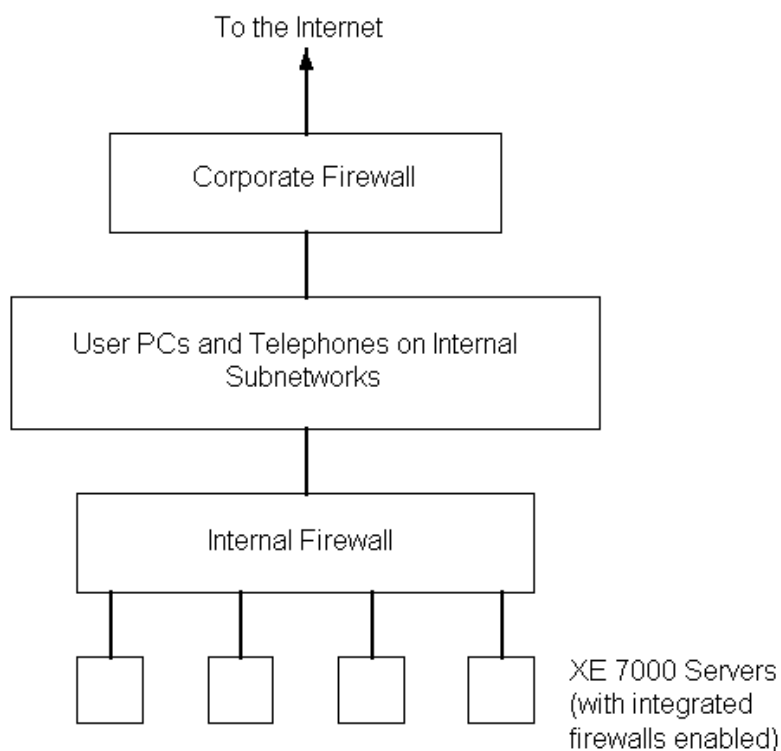 To the Internet
Corporate Firewall
User PCs and Telephones on Internal
Subnetworks
Internal Firewall
XE 7000 Servers
(with integrated
firewalls enabled)